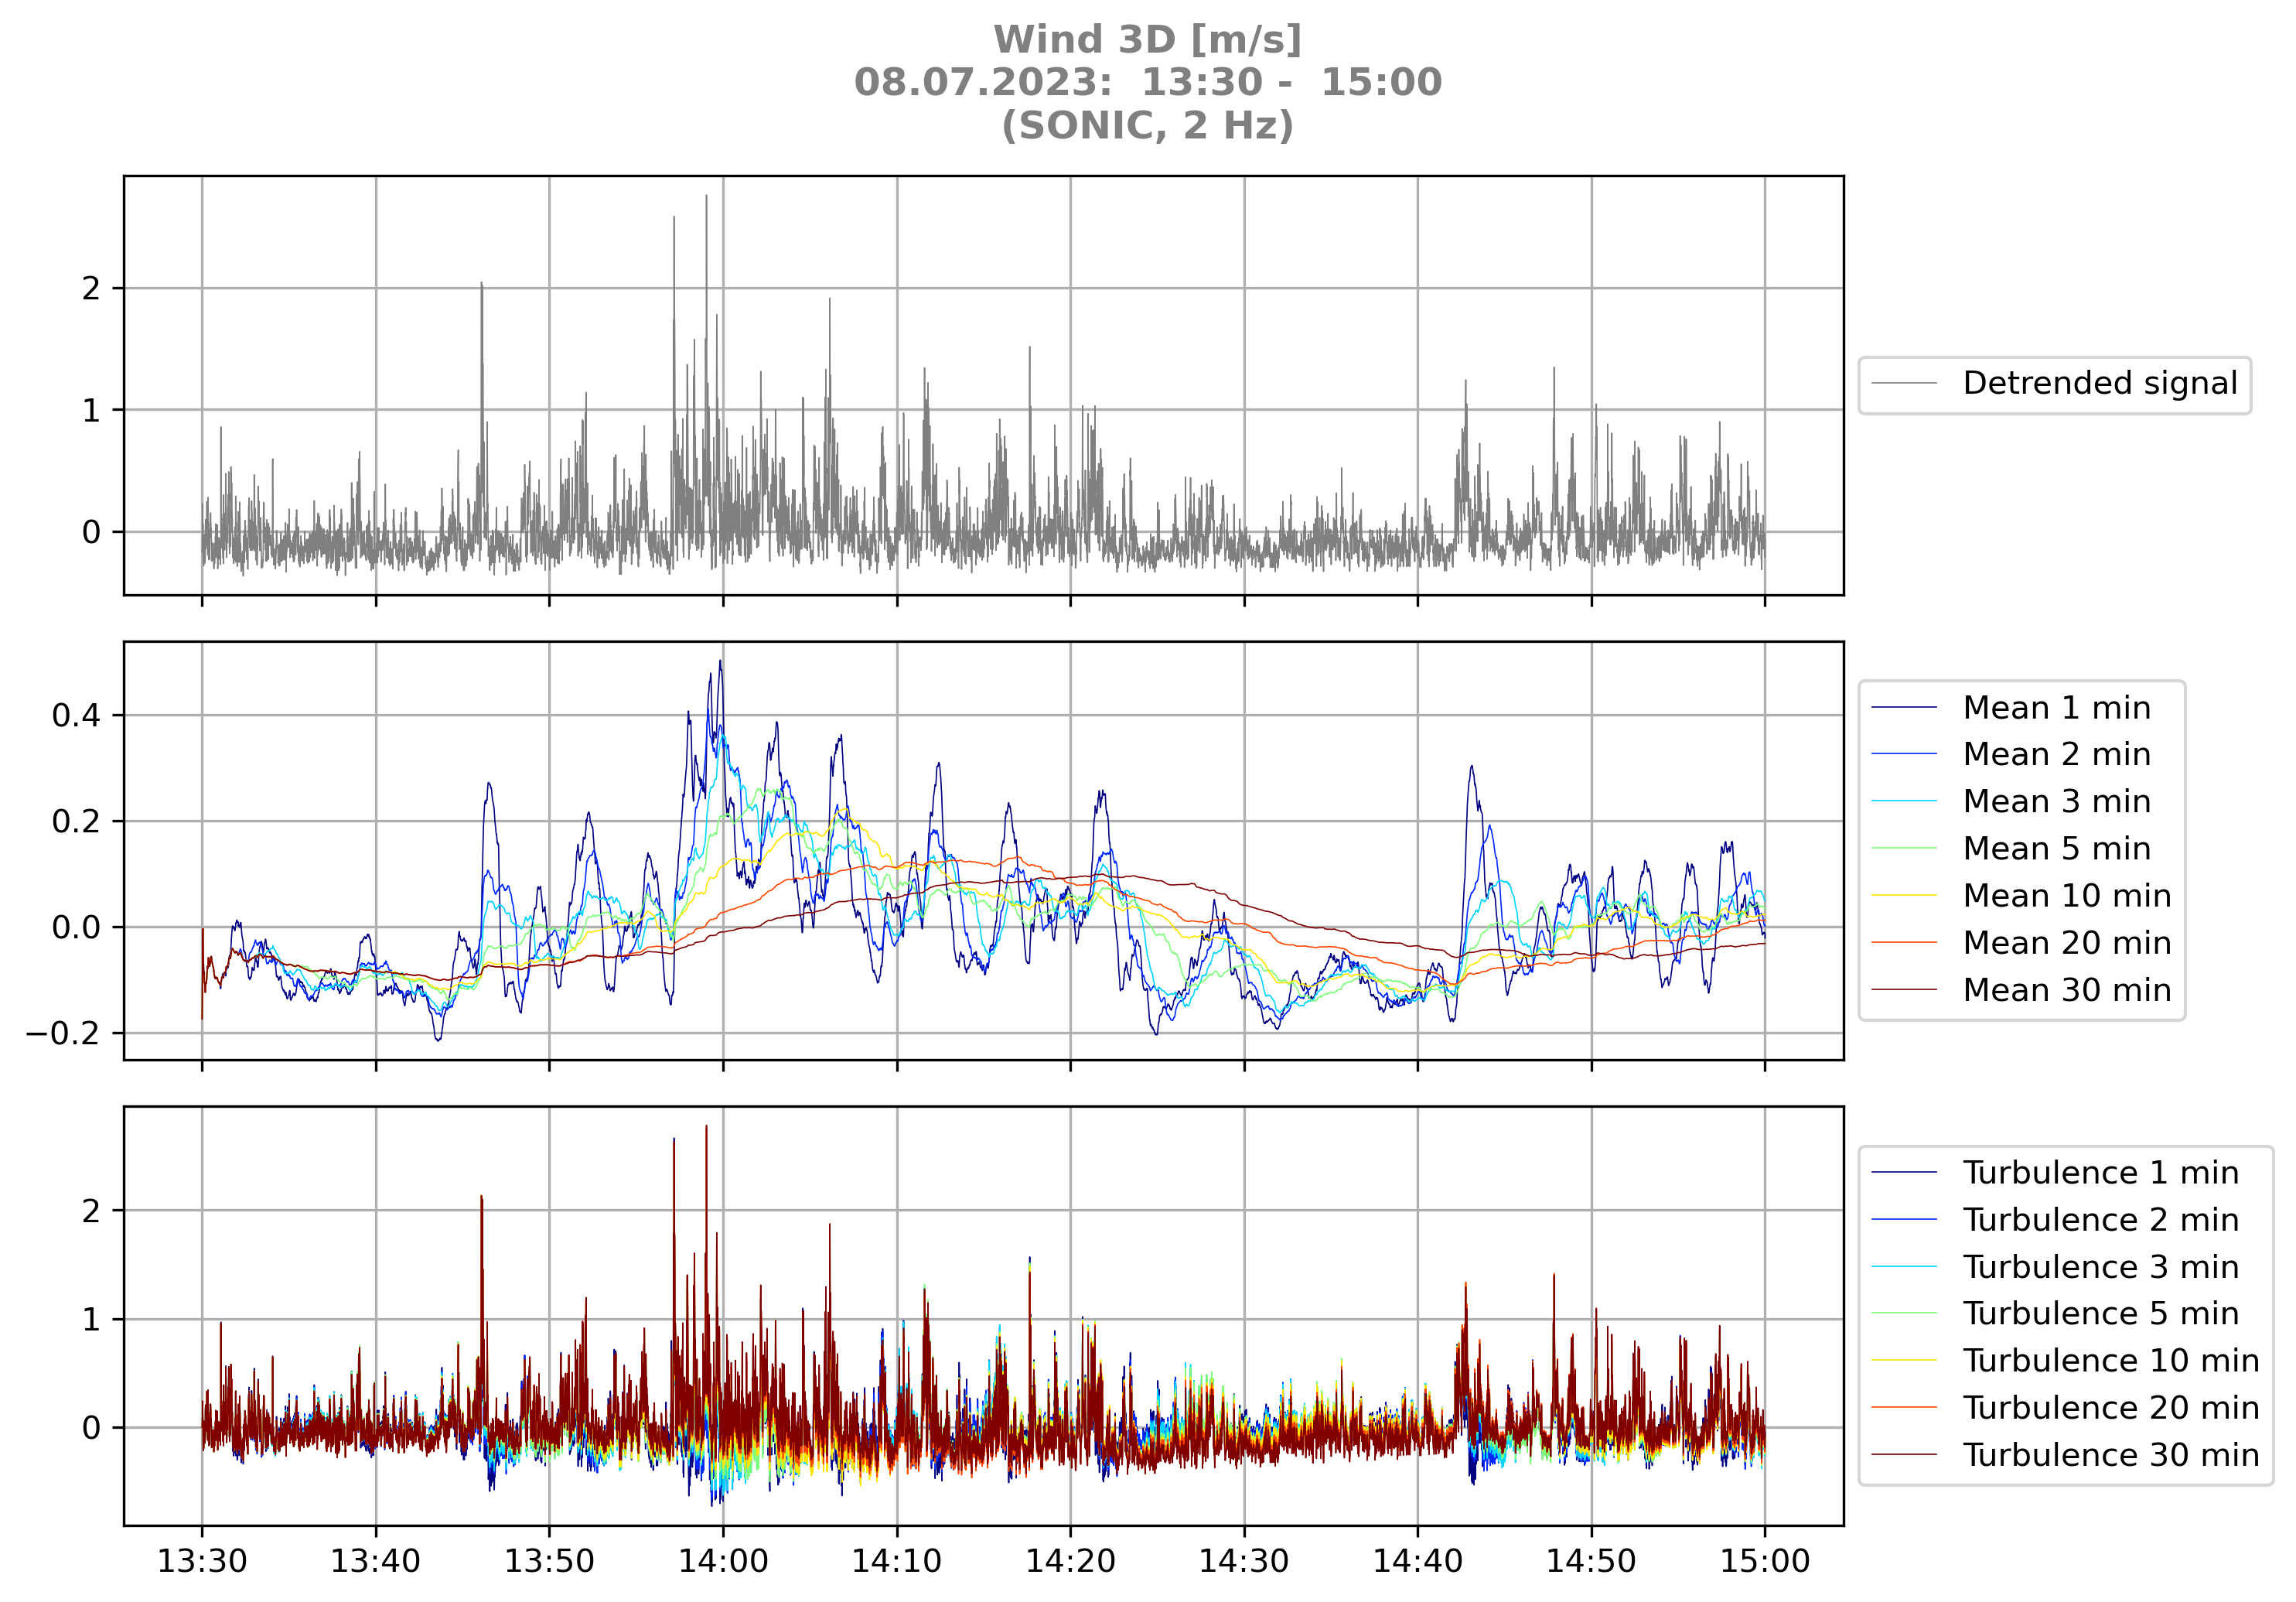 Wind 3D [m/s]
08.07.2023:  13:30 -  15:00
(SONIC, 2 Hz)
2
1
0
Detrended signal
0.4
0.2
0.0
−0.2
Mean 1 min
Mean 2 min
Mean 3 min
Mean 5 min
Mean 10 min
Mean 20 min
Mean 30 min
2
1
0
Turbulence 1 min
Turbulence 2 min
Turbulence 3 min
Turbulence 5 min
Turbulence 10 min
Turbulence 20 min
Turbulence 30 min
13:30 13:40 13:50 14:00 14:10 14:20 14:30 14:40 14:50 15:00